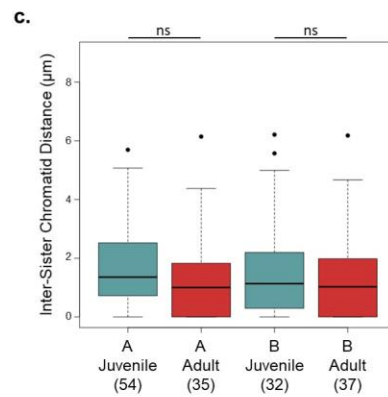 c.
ns ns
Inter-Sister Chromatid Distance (μm)
8
6
4
2
0
A A B B
Juvenile Adult Juvenile Adult
(54) (35) (32) (37)